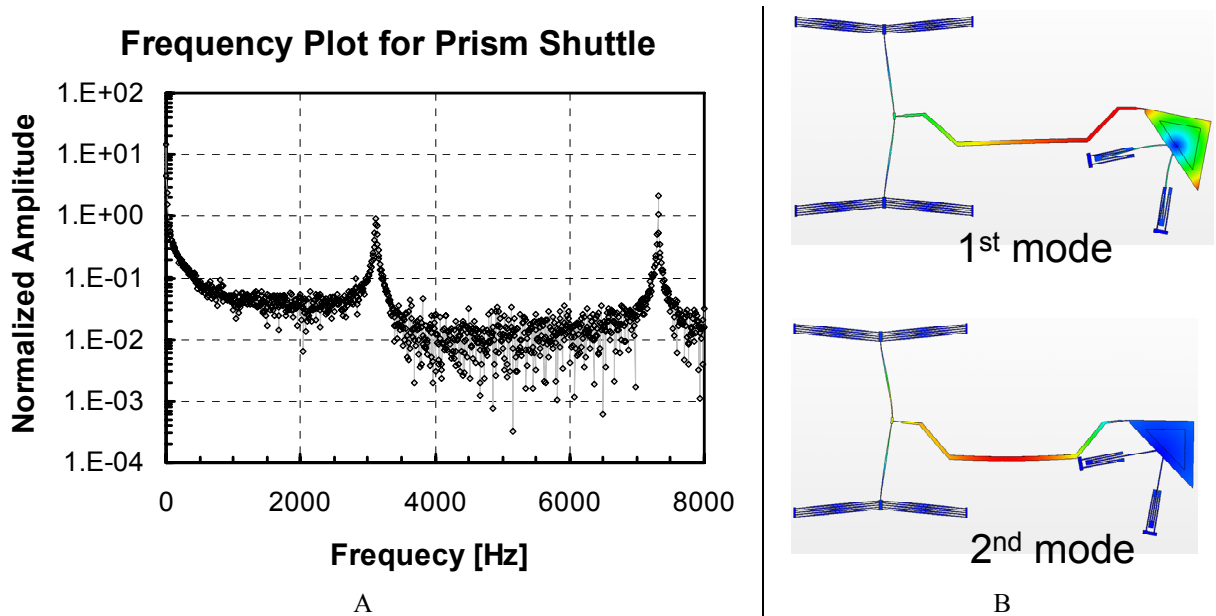 Frequency Plot for Prism Shuttle
1.E+02
1.E+01
1.E+00
1.E-01
1.E-02
1.E-03
1.E-04
Normalized Amplitude
0 2000 4000 6000 8000
Frequecy [Hz]
A
1st mode
2nd mode
B